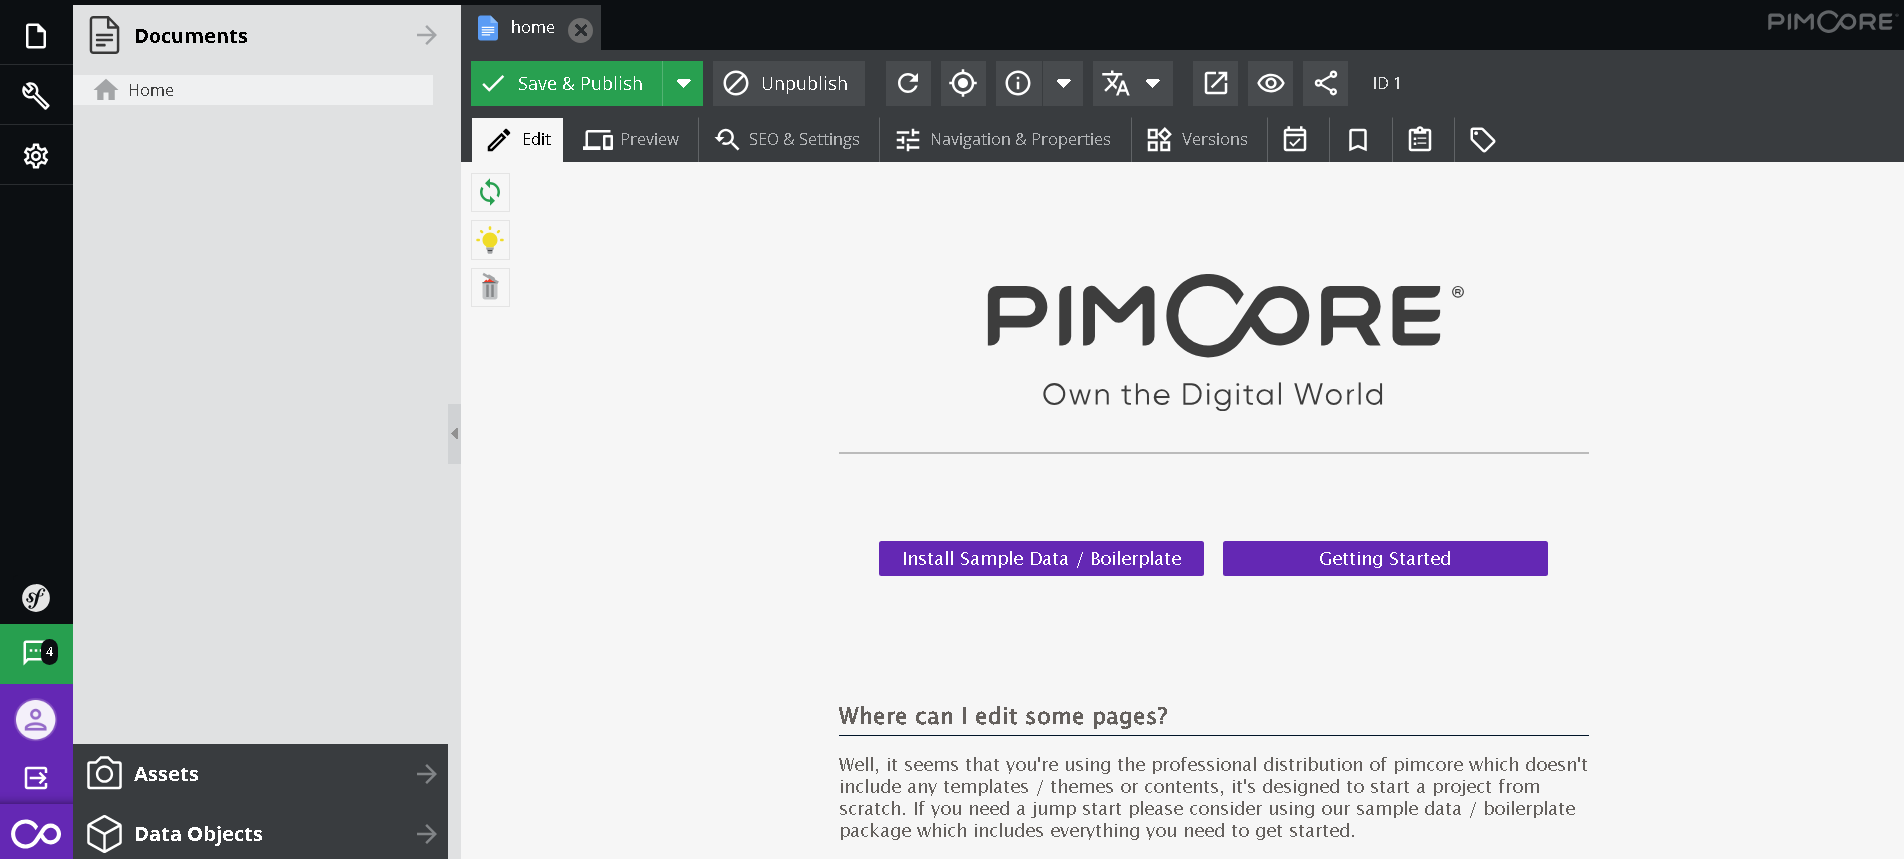 Documents
Home
home
PIMCORE
Save & Publish
Unpublish
ID 1
Edit
Preview
SEO & Settings
Navigation & Properties
Versions
PIMCORE ®
Own the Digital World
Install Sample Data / Boilerplate
Getting Started
Where can I edit some pages?
Well, it seems that you're using the professional distribution of pimcore which doesn't
include any templates / themes or contents, it's designed to start a project from
scratch. If you need a jump start please consider using our sample data / boilerplate
package which includes everything you need to get started.
sf
4
Assets
Data Objects